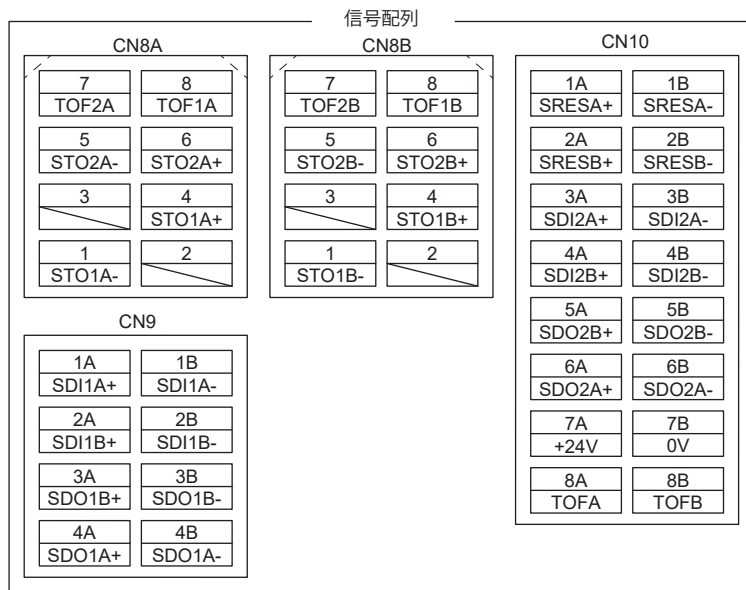 信号配列
CN8A
7 8
TOF2A TOF1A
5 6
STO2A- STO2A+
3 4
STO1A+
1 2
STO1A-
CN8B
7 8
TOF2B TOF1B
5 6
STO2B- STO2B+
3 4
STO1B+
1 2
STO1B-
CN10
1A 1B
SRESA+ SRESA-
2A 2B
SRESB+ SRESB-
3A 3B
SDI2A+ SDI2A-
4A 4B
SDI2B+ SDI2B-
5A 5B
SDO2B+ SDO2B-
6A 6B
SDO2A+ SDO2A-
7A 7B
+24V 0V
8A 8B
TOFA TOFB
CN9
1A 1B
SDI1A+ SDI1A-
2A 2B
SDI1B+ SDI1B-
3A 3B
SDO1B+ SDO1B-
4A 4B
SDO1A+ SDO1A-